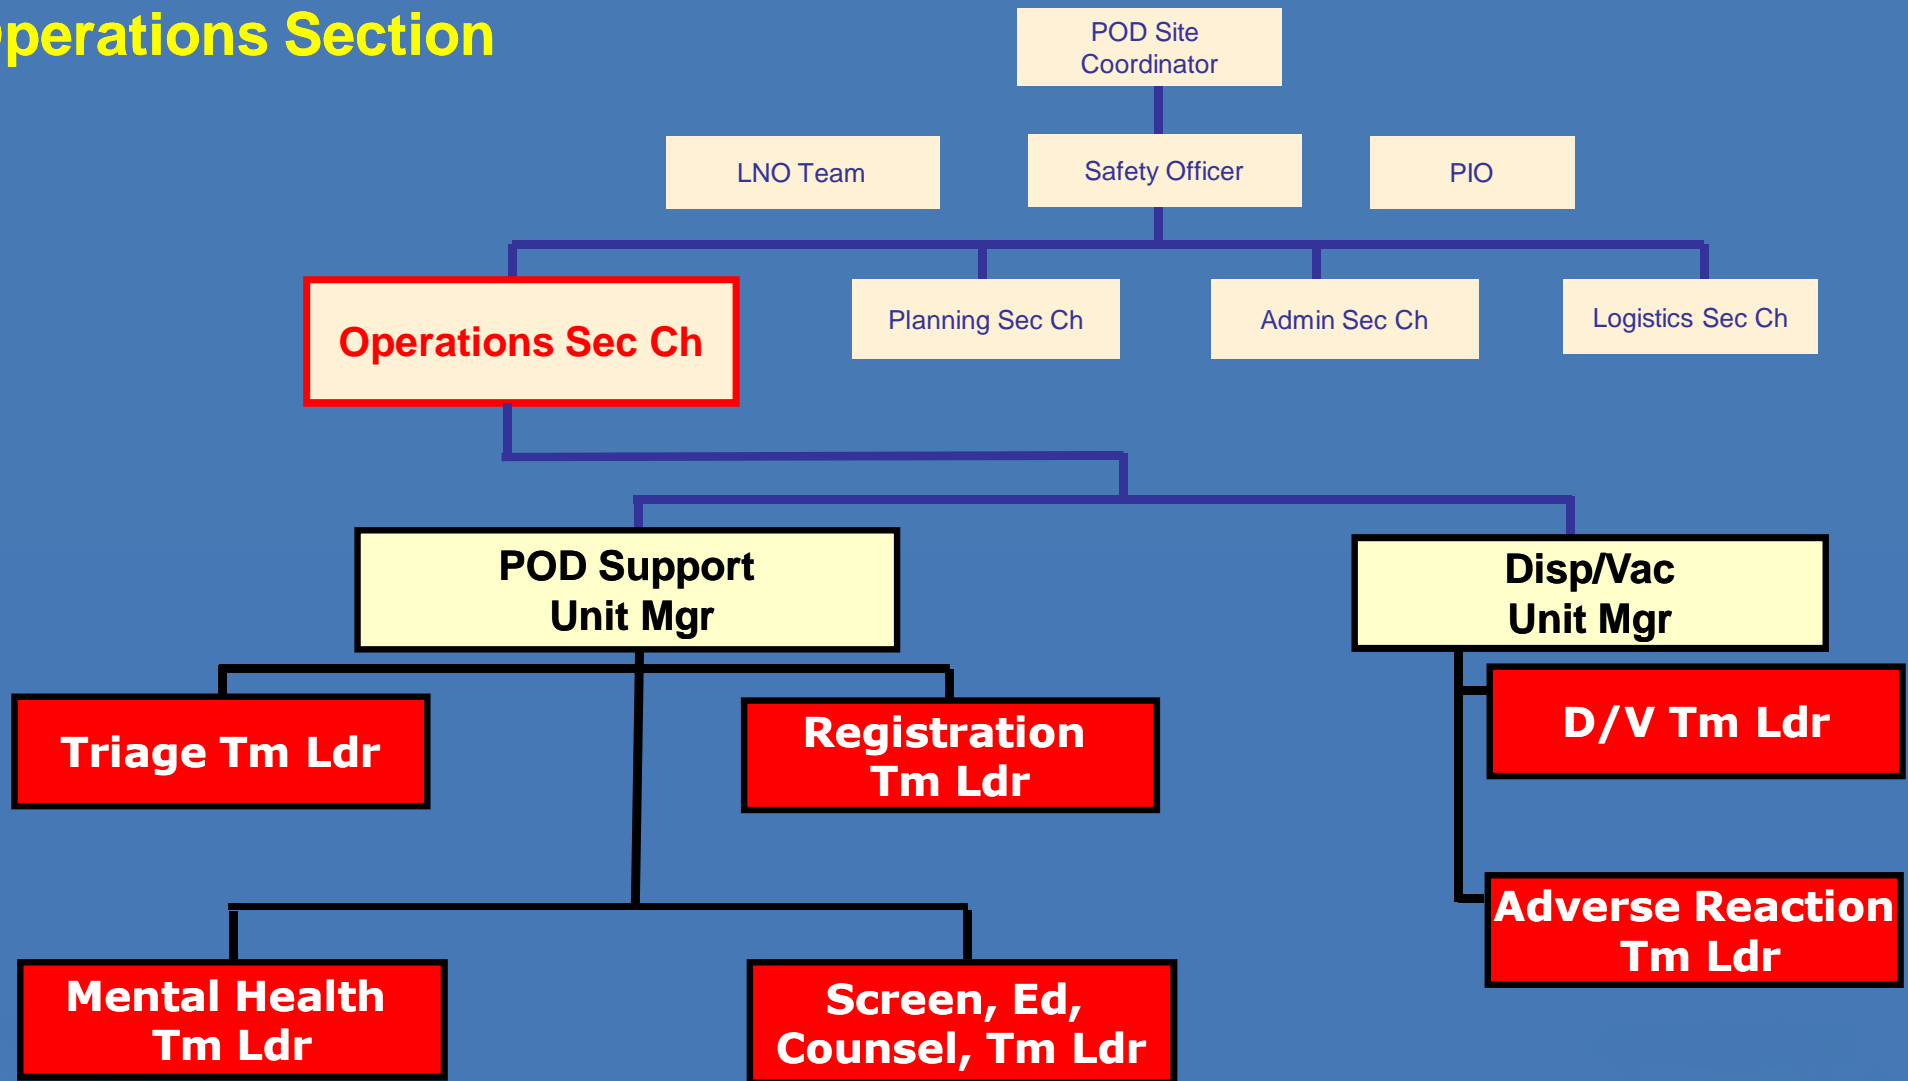 perations Section
POD Site
Coordinator
LNO Team
Safety Officer
PIO
Operations Sec Ch
Planning Sec Ch
Admin Sec Ch
Logistics Sec Ch
POD Support
Unit Mgr
Disp/Vac
Unit Mgr
Triage Tm Ldr
Registration
Tm Ldr
D/V Tm Ldr
Mental Health
Tm Ldr
Screen, Ed,
Counsel, Tm Ldr
Adverse Reaction
Tm Ldr